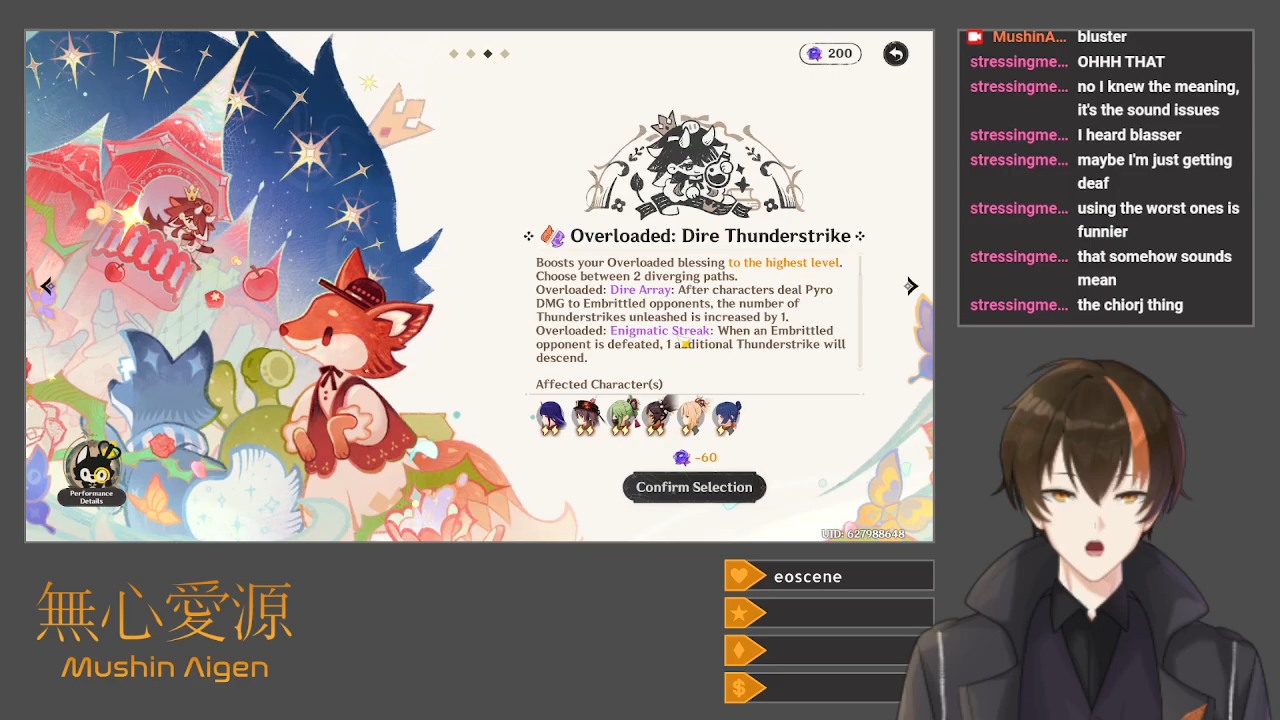 200
Overloaded: Dire Thunderstrike
Boosts your Overloaded blessing to the highest level.
Choose between 2 diverging paths.
Overloaded: Dire Array: After characters deal Pyro
DMG to Embrittled opponents, the number of
Thunderstrikes unleashed is increased by 1.
Overloaded: Enigmatic Streak: When an Embrittled
opponent is defeated, 1 additional Thunderstrike will
descend.
Affected Character(s)
-60
Confirm Selection
Performance
Details
UID: 627988648
MushinA... bluster
stressingme... OHHH THAT
stressingme... no I knew the meaning,
it's the sound issues
stressingme... I heard blasser
stressingme... maybe I'm just getting
deaf
stressingme... using the worst ones is
funnier
stressingme... that somehow sounds
mean
stressingme... the chiorj thing
無心愛源
Mushin Aigen
eoscene
$